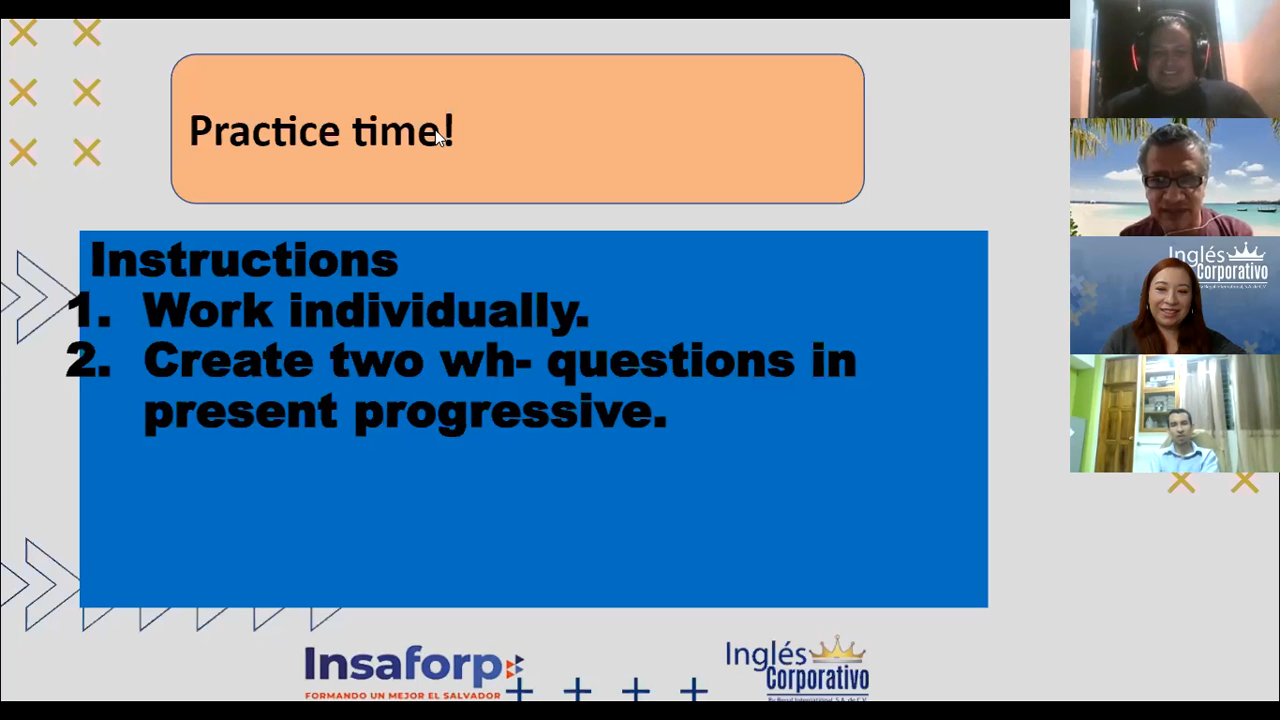 Practice time!
Instructions
1. Work individually.
2. Create two wh- questions in
present progressive.
Insaforp
FORMANDO UN MEJOR EL SALVADOR
Inglés
Corporativo
Inglés
Corporativo